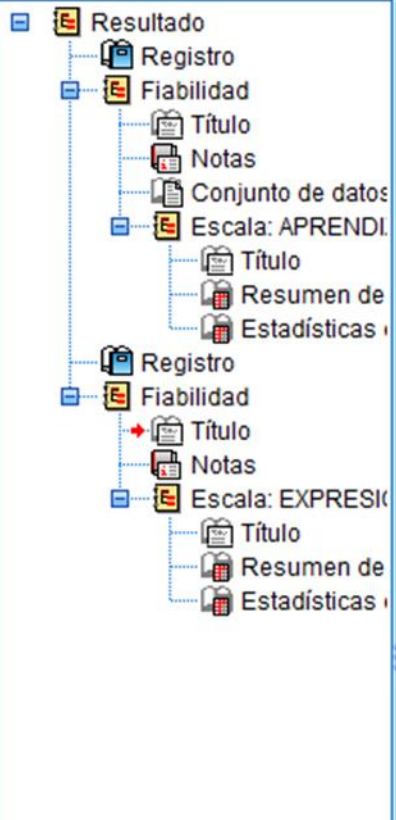 Resultado
Registro
Fiabilidad
Título
Notas
Conjunto de datos
Escala: APRENDI
Título
Resumen de
Estadísticas
Registro
Fiabilidad
Título
Notas
Escala: EXPRESI
Título
Resumen de
Estadísticas